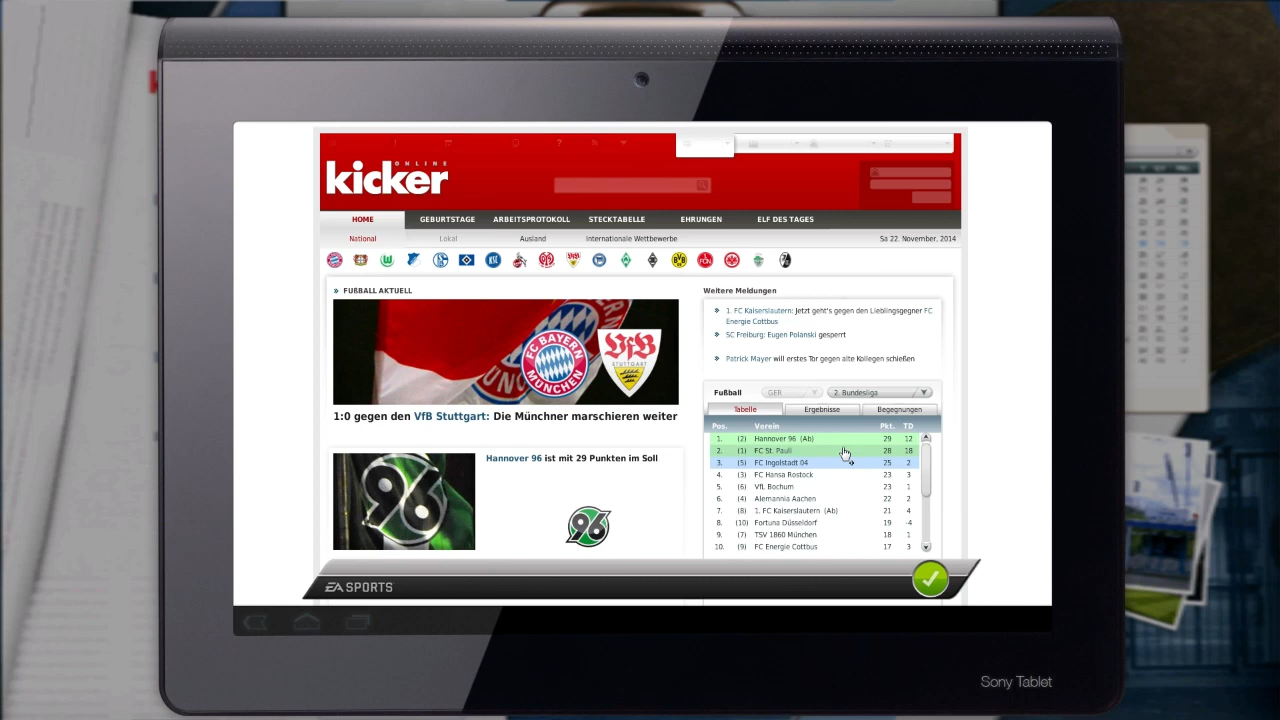 ONLINE
kicker
HOME GEBURTSTAGE ARBEITSPROTOKOLL STECKTABELLE EHRUNGEN ELF DES TAGES
National Lokal Ausland Internationale Wettbewerbe Sa 22. November, 2014
» FUẞBALL AKTUELL
FC BAYERN
MÜNCHEN
VfB
STUTTGART
1:0 gegen den VfB Stuttgart: Die Münchner marschieren weiter
96
Hannover 96 ist mit 29 Punkten im Soll
96
Weitere Meldungen
» 1. FC Kaiserslautern: Jetzt geht's gegen den Lieblingsgegner FC
Energie Cottbus
» SC Freiburg: Eugen Polanski gesperrt
» Patrick Mayer will erstes Tor gegen alte Kollegen schießen
Fußball GER 2. Bundesliga
Tabelle Ergebnisse Begegnungen
Pos. Verein Pkt. TD
1. (2) Hannover 96 (Ab) 29 12
2. (1) FC St. Pauli 28 18
3. (5) FC Ingolstadt 04 25 2
4. (3) FC Hansa Rostock 23 3
5. (6) VfL Bochum 23 1
6. (4) Alemannia Aachen 22 2
7. (8) 1. FC Kaiserslautern (Ab) 21 4
8. (10) Fortuna Düsseldorf 19 -4
9. (7) TSV 1860 München 18 1
10. (9) FC Energie Cottbus 17 3
EA SPORTS
Sony Tablet